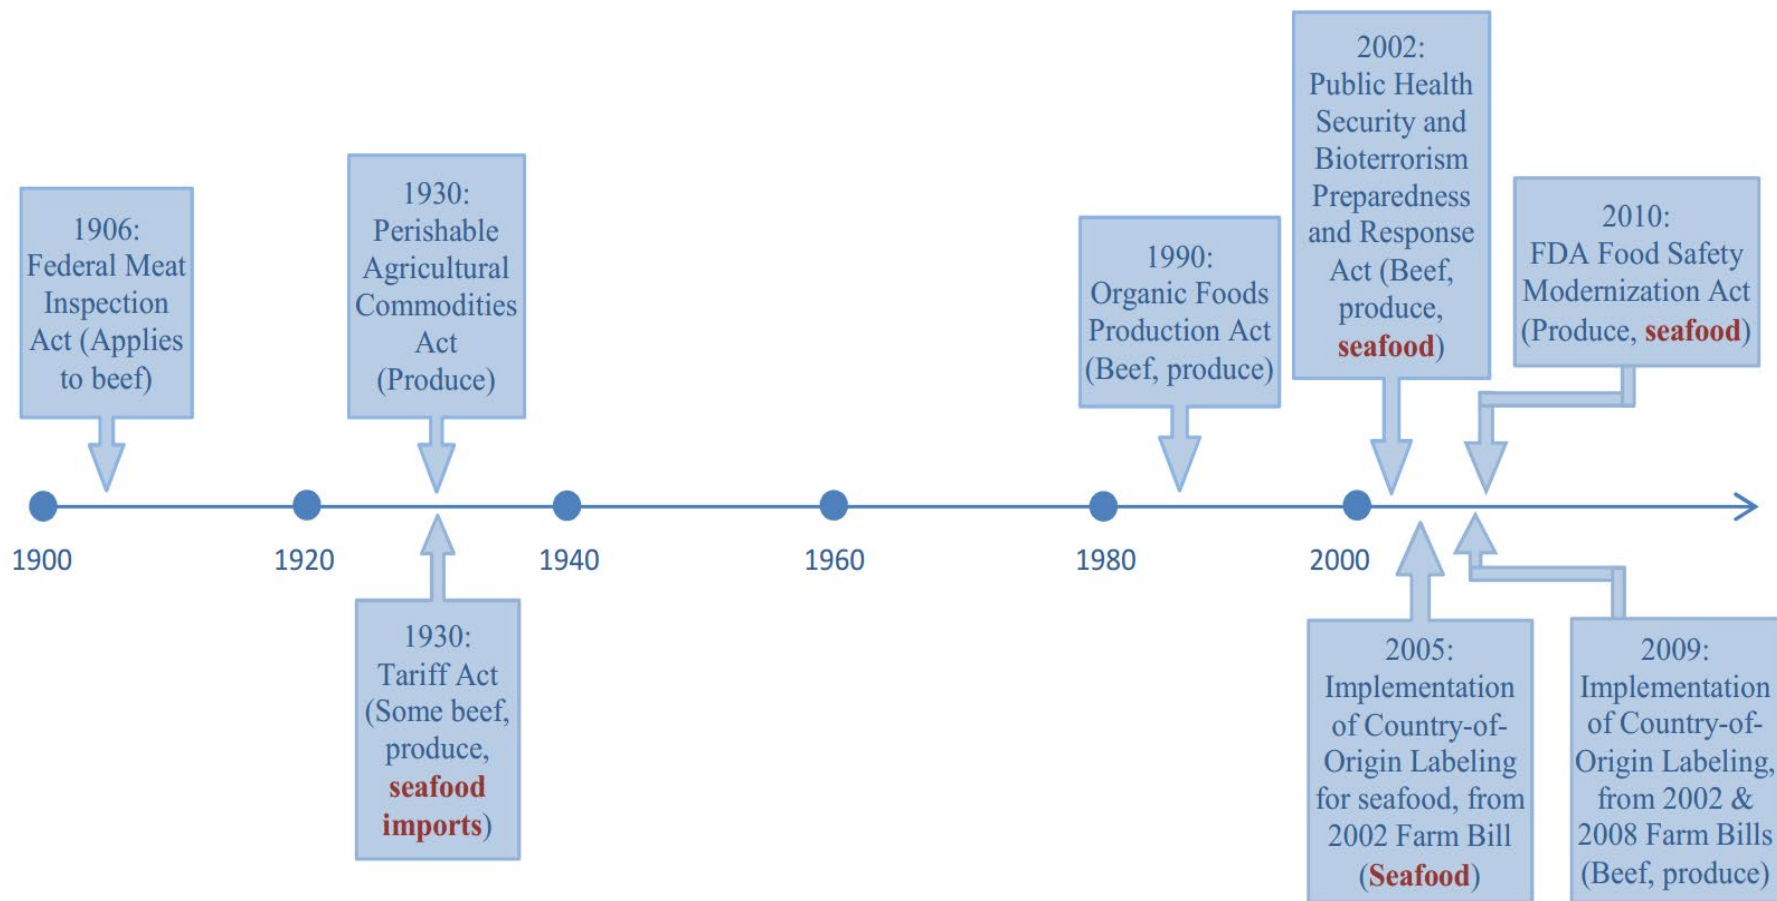 1906:
Federal Meat
Inspection
Act (Applies
to beef)
1930:
Perishable
Agricultural
Commodities
Act
(Produce)
1990:
Organic Foods
Production Act
(Beef, produce)
2002:
Public Health
Security and
Bioterrorism
Preparedness
and Response
Act (Beef,
produce,
seafood)
2010:
FDA Food Safety
Modernization Act
(Produce, seafood)
1900
1920
1940
1960
1980
2000
1930:
Tariff Act
(Some beef,
produce,
seafood
imports)
2005:
Implementation
of Country-of-
Origin Labeling
for seafood, from
2002 Farm Bill
(Seafood)
2009:
Implementation
of Country-of-
Origin Labeling,
from 2002 &
2008 Farm Bills
(Beef, produce)